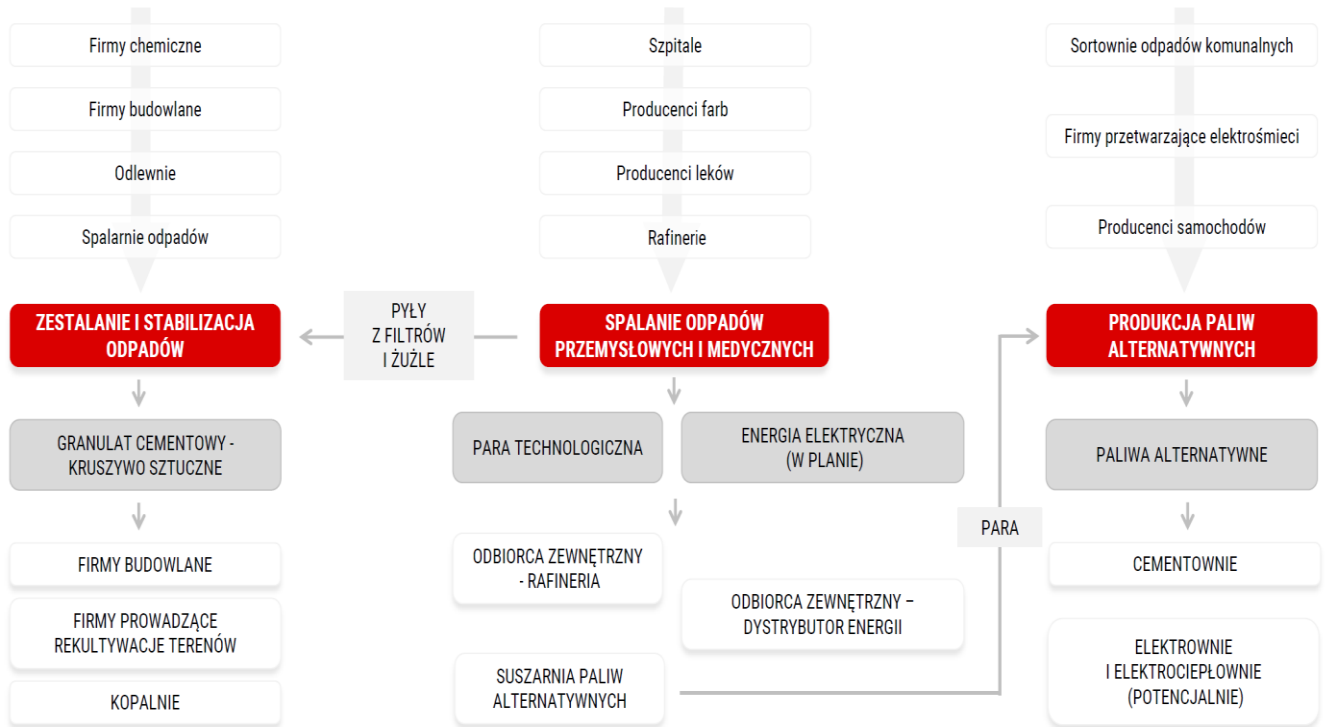 Firmy chemiczne
Firmy budowlane
Odlewnie
Spalarnie odpadów
ZESTALANIE I STABILIZACJA
ODPADÓW
GRANULAT CEMENTOWY -
KRUSZYWO SZTUCZNE
FIRMY BUDOWLANE
FIRMY PROWADZĄCE
REKULTYWACJE TERENÓW
KOPALNIE
PYŁY
Z FILTRÓW
I ŻUŻLE
Szpitale
Producenci farb
Producenci leków
Rafinerie
SPALANIE ODPADÓW
PRZEMYSŁOWYCH I MEDYCZNYCH
PARA TECHNOLOGICZNA
ENERGIA ELEKTRYCZNA
(W PLANIE)
ODBIORCA ZEWNĘTRZNY
- RAFINERIA
ODBIORCA ZEWNĘTRZNY –
DYSTRYBUTOR ENERGII
SUSZARNIA PALIW
ALTERNATYWNYCH
PARA
Sortownie odpadów komunalnych
Firmy przetwarzające elektrośmieci
Producenci samochodów
PRODUKCJA PALIW
ALTERNATYWNYCH
PALIWA ALTERNATYWNE
CEMENTOWNIE
ELEKTROWNIE
I ELEKTROCIEPŁOWNIE
(POTENCJALNIE)